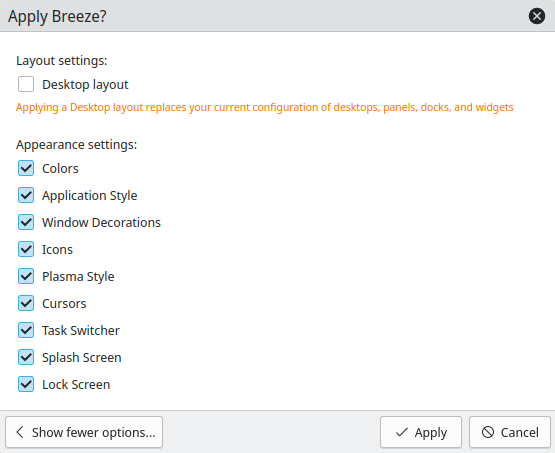 Apply Breeze?
Layout settings:
Desktop layout
Applying a Desktop layout replaces your current configuration of desktops, panels, docks, and widgets
Appearance settings:
Colors
Application Style
Window Decorations
Icons
Plasma Style
Cursors
Task Switcher
Splash Screen
Lock Screen
Show fewer options... Apply Cancel